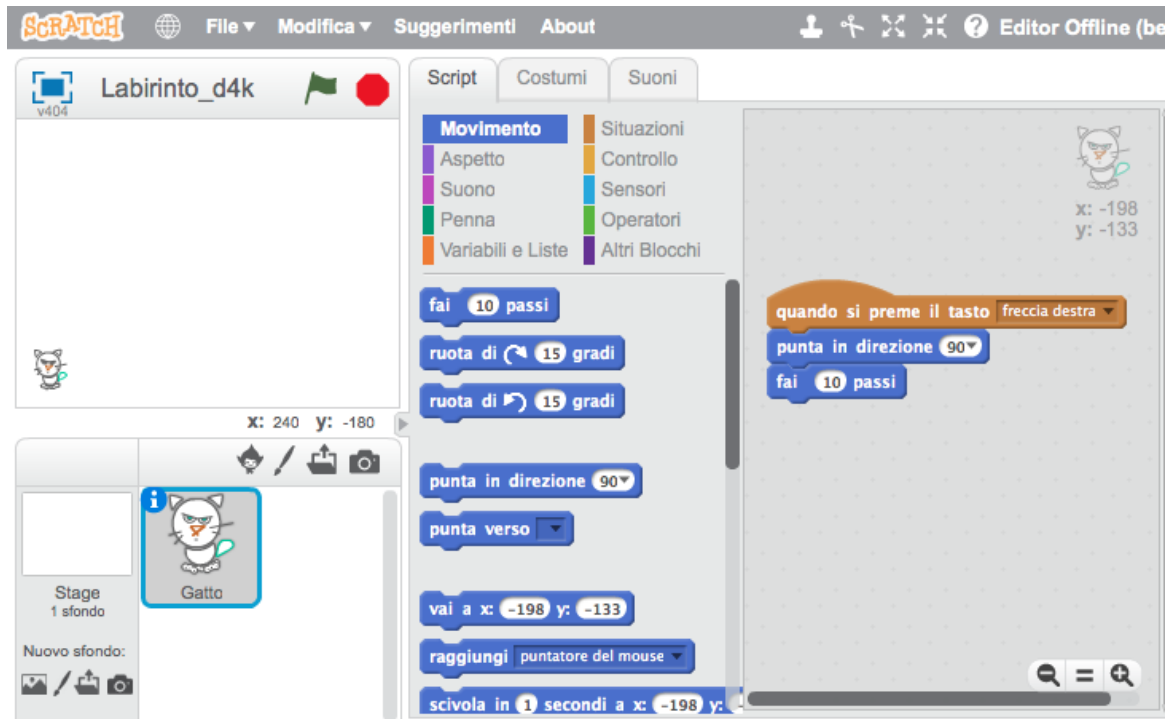 SCRATCH File Modifica Suggerimenti About Editor Offline (be
v404
Labirinto_d4k
x: 240 y: -180
Stage
1 sfondo
Nuovo sfondo:
Gatto
Script Costumi Suoni
Movimento Situazioni
Aspetto Controllo
Suono Sensori
Penna Operatori
Variabili e Liste Altri Blocchi
fai 10 passi
ruota di 15 gradi
ruota di 15 gradi
punta in direzione 90
punta verso
vai a x: -198 y: -133
raggiungi puntatore del mouse
scivola in 1 secondi a x: -198 y:
x: -198
y: -133
quando si preme il tasto freccia destra
punta in direzione 90
fai 10 passi